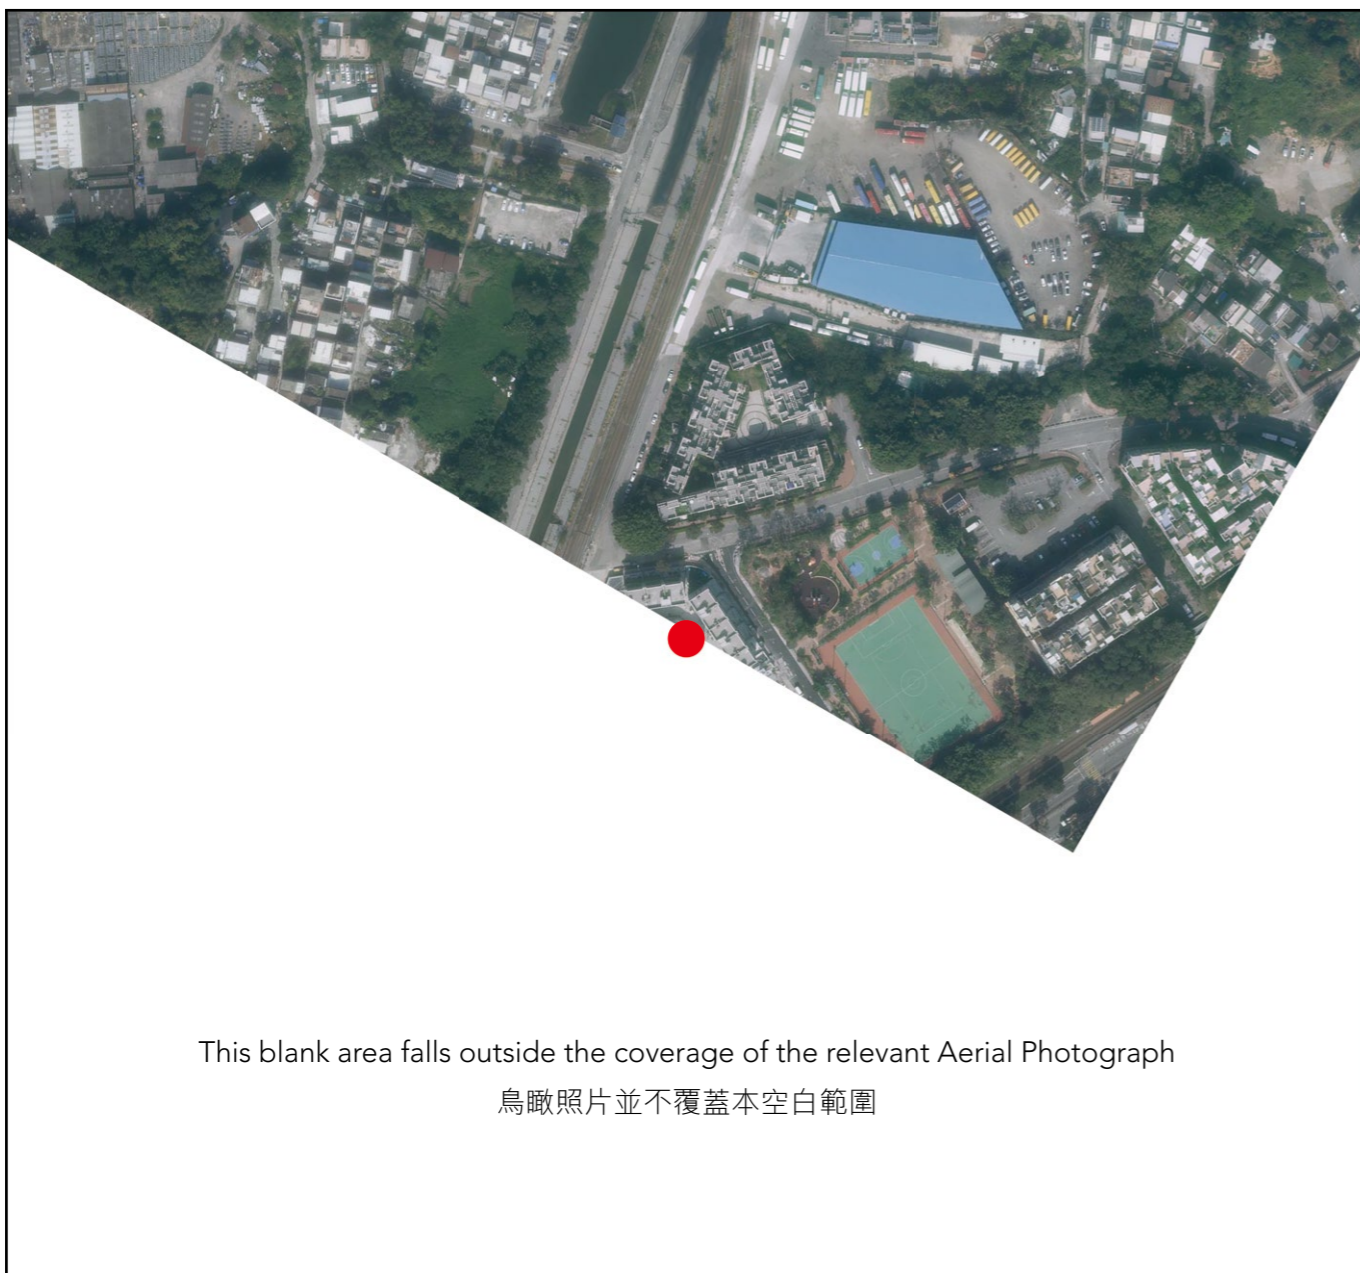 This blank area falls outside the coverage of the relevant Aerial Photograph
鳥瞰照片並不覆蓋本空白範圍